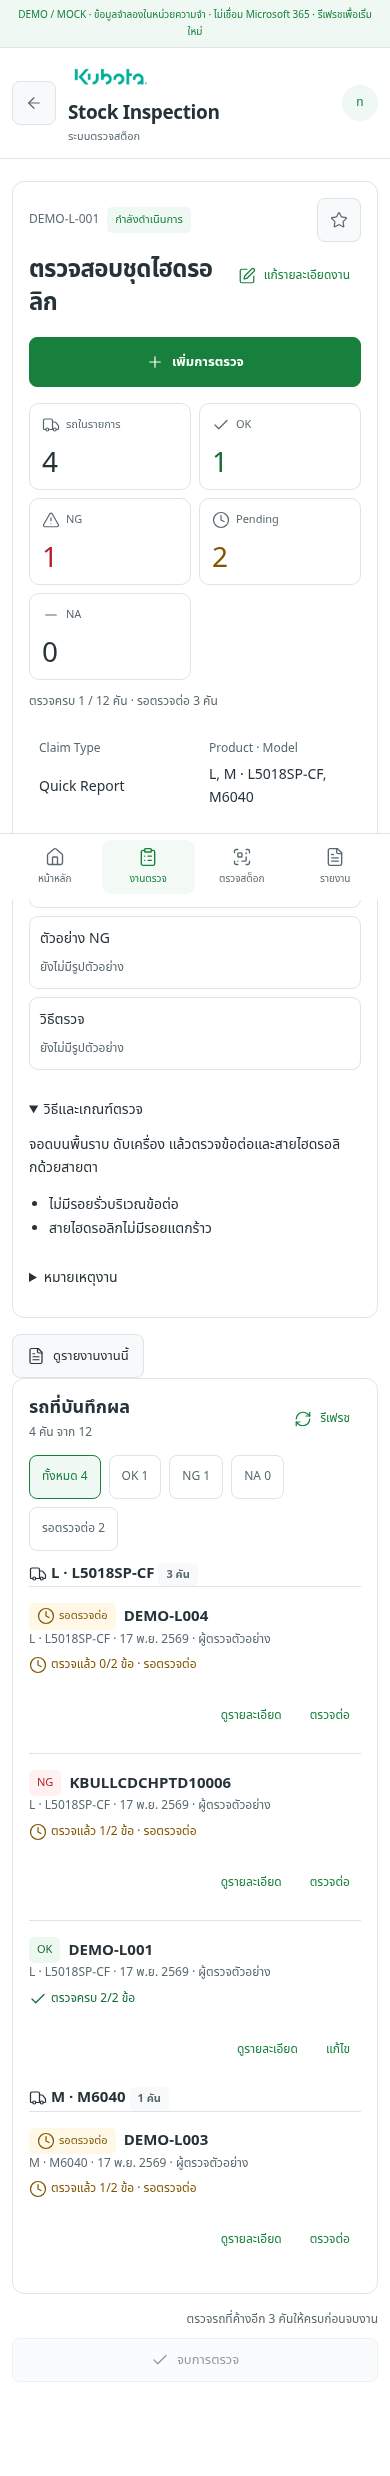 DEMO / MOCK · ข้อมูลจำลองในหน่วยความจำ · ไม่เชื่อม Microsoft 365 · รีเฟรชเพื่อเริ่ม
ใหม่
Kubota
Stock Inspection
ระบบตรวจสต็อก
ก
DEMO-L-001 กำลังดำเนินการ
ตรวจสอบชุดไฮดรอ
ลิก
แก้รายละเอียดงาน
เพิ่มการตรวจ
รถในรายการ
4
OK
1
NG
1
Pending
2
NA
0
ตรวจครบ 1 / 12 คัน · รอตรวจต่อ 3 คัน
Claim Type
Quick Report
Product · Model
L, M · L5018SP-CF,
M6040
หน้าหลัก
งานตรวจ
ตรวจสต็อก
รายงาน
ตัวอย่าง NG
ยังไม่มีรูปตัวอย่าง
วิธีตรวจ
ยังไม่มีรูปตัวอย่าง
วิธีและเกณฑ์ตรวจ
จอดบนพื้นราบ ดับเครื่อง แล้วตรวจข้อต่อและสายไฮดรอลิ
กด้วยสายตา
• ไม่มีรอยรั่วบริเวณข้อต่อ
• สายไฮดรอลิกไม่มีรอยแตกร้าว
หมายเหตุงาน
ดูรายงานงานนี้
รถที่บันทึกผล
4 คัน จาก 12
รีเฟรช
ทั้งหมด 4
OK 1
NG 1
NA 0
รอตรวจต่อ 2
L · L5018SP-CF 3 คัน
รอตรวจต่อ DEMO-L004
L · L5018SP-CF · 17 พ.ย. 2569 · ผู้ตรวจตัวอย่าง
ตรวจแล้ว 0/2 ข้อ · รอตรวจต่อ
ดูรายละเอียด ตรวจต่อ
NG KBULLCDCHPTD10006
L · L5018SP-CF · 17 พ.ย. 2569 · ผู้ตรวจตัวอย่าง
ตรวจแล้ว 1/2 ข้อ · รอตรวจต่อ
ดูรายละเอียด ตรวจต่อ
OK DEMO-L001
L · L5018SP-CF · 17 พ.ย. 2569 · ผู้ตรวจตัวอย่าง
ตรวจครบ 2/2 ข้อ
ดูรายละเอียด แก้ไข
M · M6040 1 คัน
รอตรวจต่อ DEMO-L003
M · M6040 · 17 พ.ย. 2569 · ผู้ตรวจตัวอย่าง
ตรวจแล้ว 1/2 ข้อ · รอตรวจต่อ
ดูรายละเอียด ตรวจต่อ
ตรวจรถที่ค้างอีก 3 คันให้ครบก่อนจบงาน
จบการตรวจ